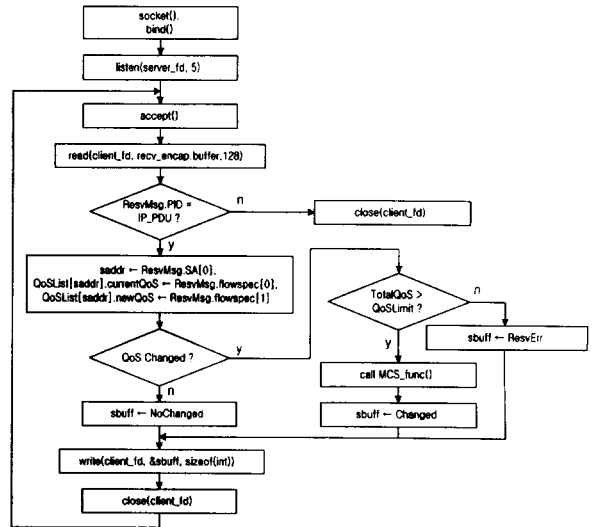 socket(),
bind()
listen(server_fd, 5)
accept()
read(client_fd, recv_encap.buffer,128)
ResvMsg.PID =
IP_PDU ?
n
close(client_fd)
y
saddr ← ResvMsg.SA[0],
QoSList[saddr].currentQoS ← ResvMsg.flowspec[0],
QoSList[saddr].newQoS ← ResvMsg.flowspec[1]
QoS Changed ?
y
n
sbuff ← NoChanged
TotalQoS >
QoSLimit ?
n
sbuff ← ResvErr
y
call MCS_func()
sbuff ← Changed
write(client_fd, &sbuff, sizeof(int))
close(client_fd)